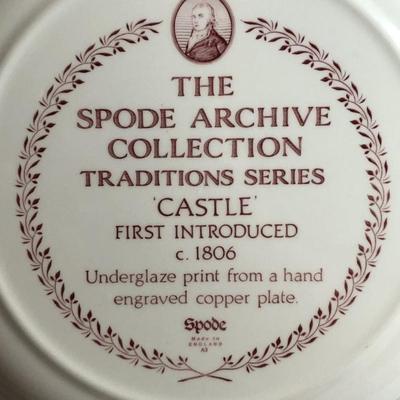 THE
SPODE ARCHIVE
COLLECTION
TRADITIONS SERIES
'CASTLE'
FIRST INTRODUCED
c. 1806
Underglaze print from a hand
engraved copper plate.
Spode
Made in
ENGLAND
A3